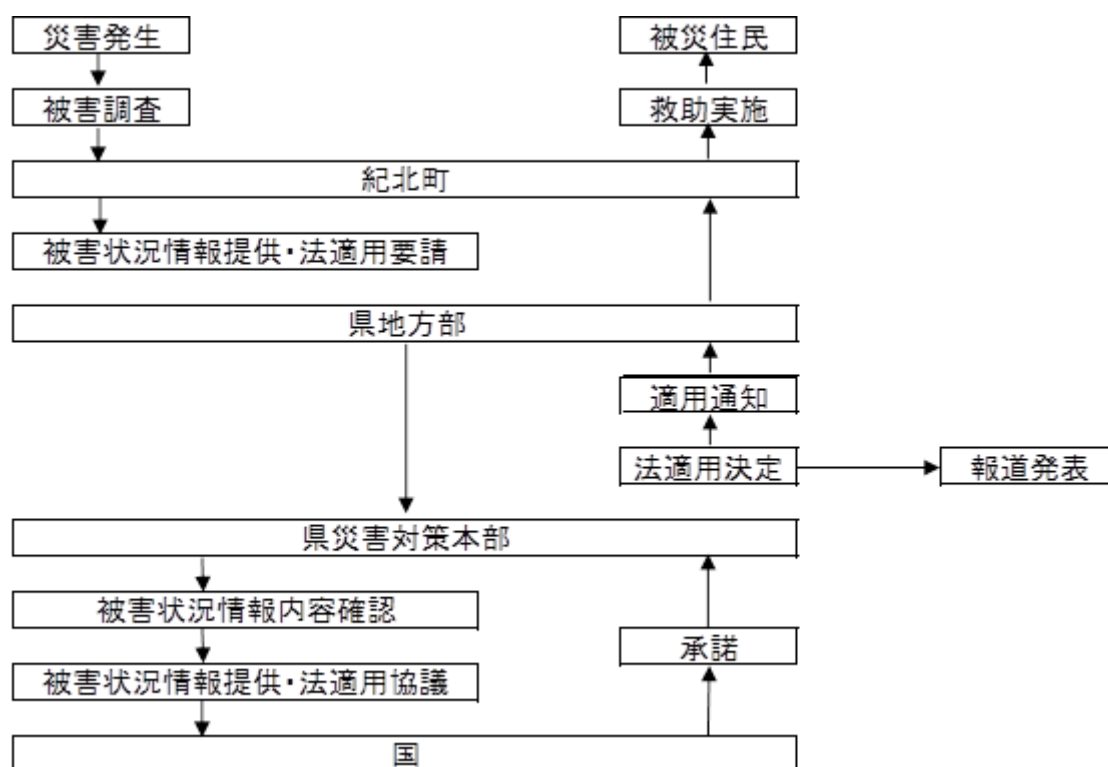 災害発生
被災住民
被害調査
救助実施
紀北町
被害状況情報提供・法適用要請
県地方部
適用通知
法適用決定
報道発表
県災害対策本部
被害状況情報内容確認
承諾
被害状況情報提供・法適用協議
国